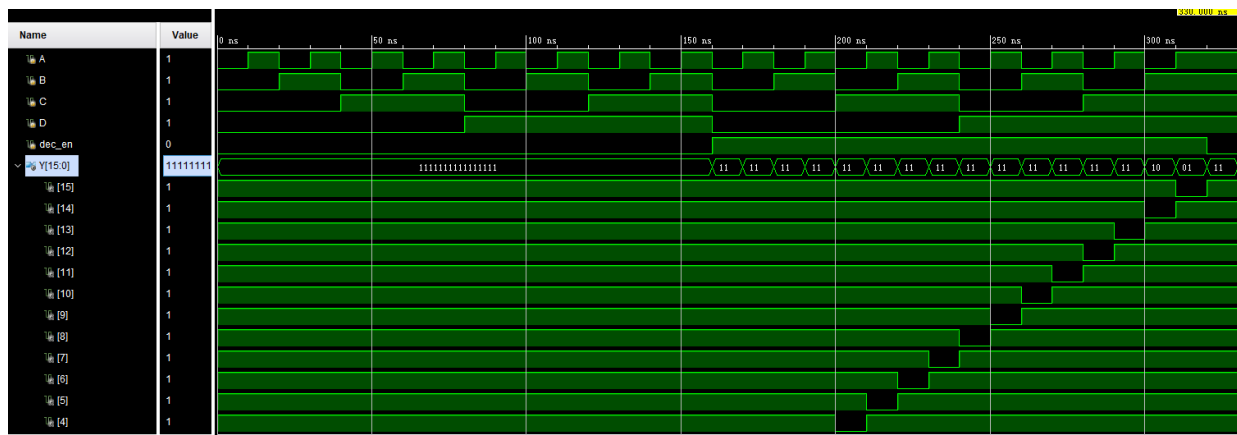 330.000 ns
Name Value 0 ns 50 ns 100 ns 150 ns 200 ns 250 ns 300 ns
A 1
B 1
C 1
D 1
dec_en 0
Y[15:0] 11111111 1111111111111111 11 11 11 11 11 11 11 11 11 11 11 11 11 11 10 01 11
[15] 1
[14] 1
[13] 1
[12] 1
[11] 1
[10] 1
[9] 1
[8] 1
[7] 1
[6] 1
[5] 1
[4] 1